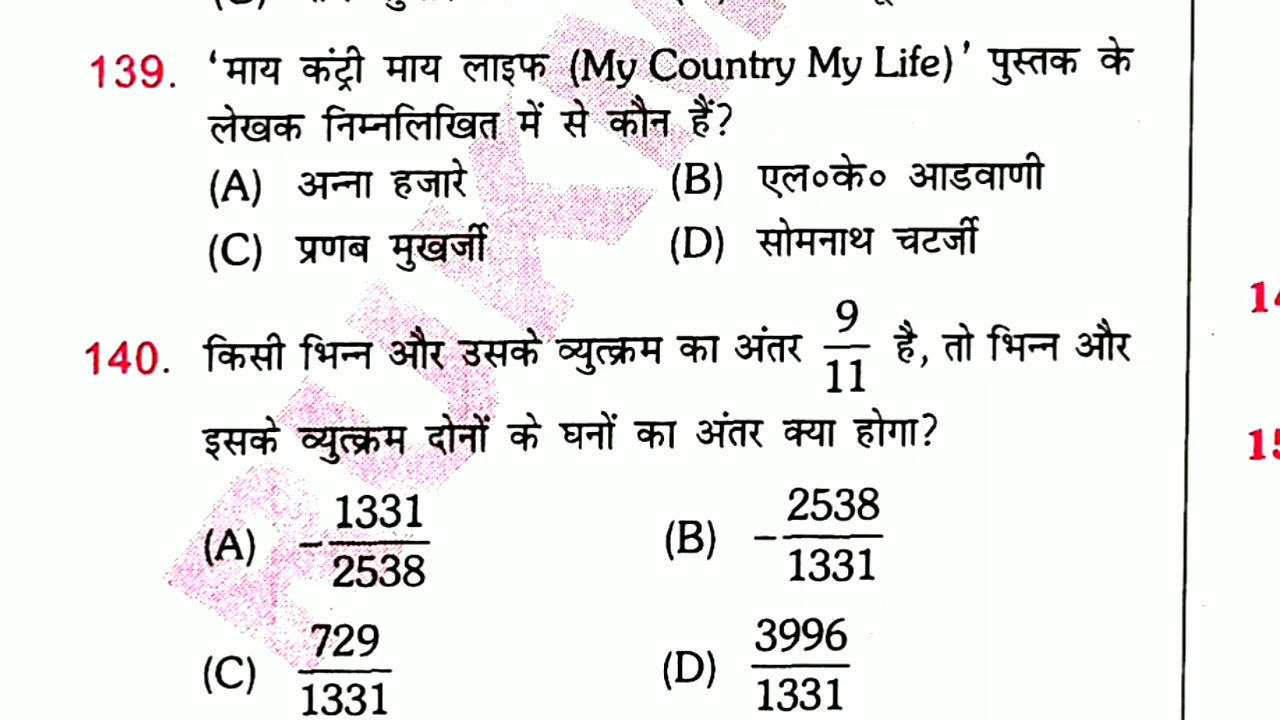 139. 'माय कंट्री माय लाइफ (My Country My Life)' पुस्तक के
लेखक निम्नलिखित में से कौन हैं?
(A) अन्ना हजारे (B) एल०के० आडवाणी
(C) प्रणब मुखर्जी (D) सोमनाथ चटर्जी
140. किसी भिन्न और उसके व्युत्क्रम का अंतर 9/11 है, तो भिन्न और
इसके व्युत्क्रम दोनों के घनों का अंतर क्या होगा?
(A) -1331/2538 (B) -2538/1331
(C) 729/1331 (D) 3996/1331